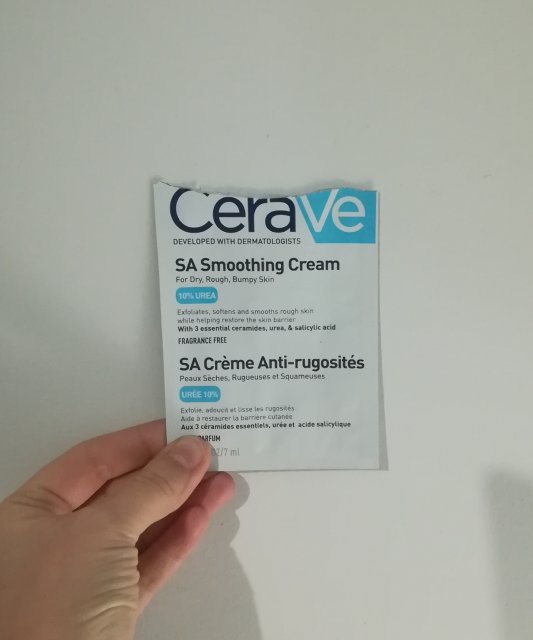 CeraVe
DEVELOPED WITH DERMATOLOGISTS
SA Smoothing Cream
For Dry, Rough, Bumpy Skin
10% UREA
Exfoliates, softens and smooths rough skin
while helping restore the skin barrier
With 3 essential ceramides, urea, & salicylic acid
FRAGRANCE FREE
SA Crème Anti-rugosités
Peaux Sèches, Rugueuses et Squameuses
URÉE 10%
Exfolie, adoucit et lisse les rugosités
Aide à restaurer la barrière cutanée
Aux 3 céramides essentiels, urée et acide salicylique
PARFUM
/7 ml